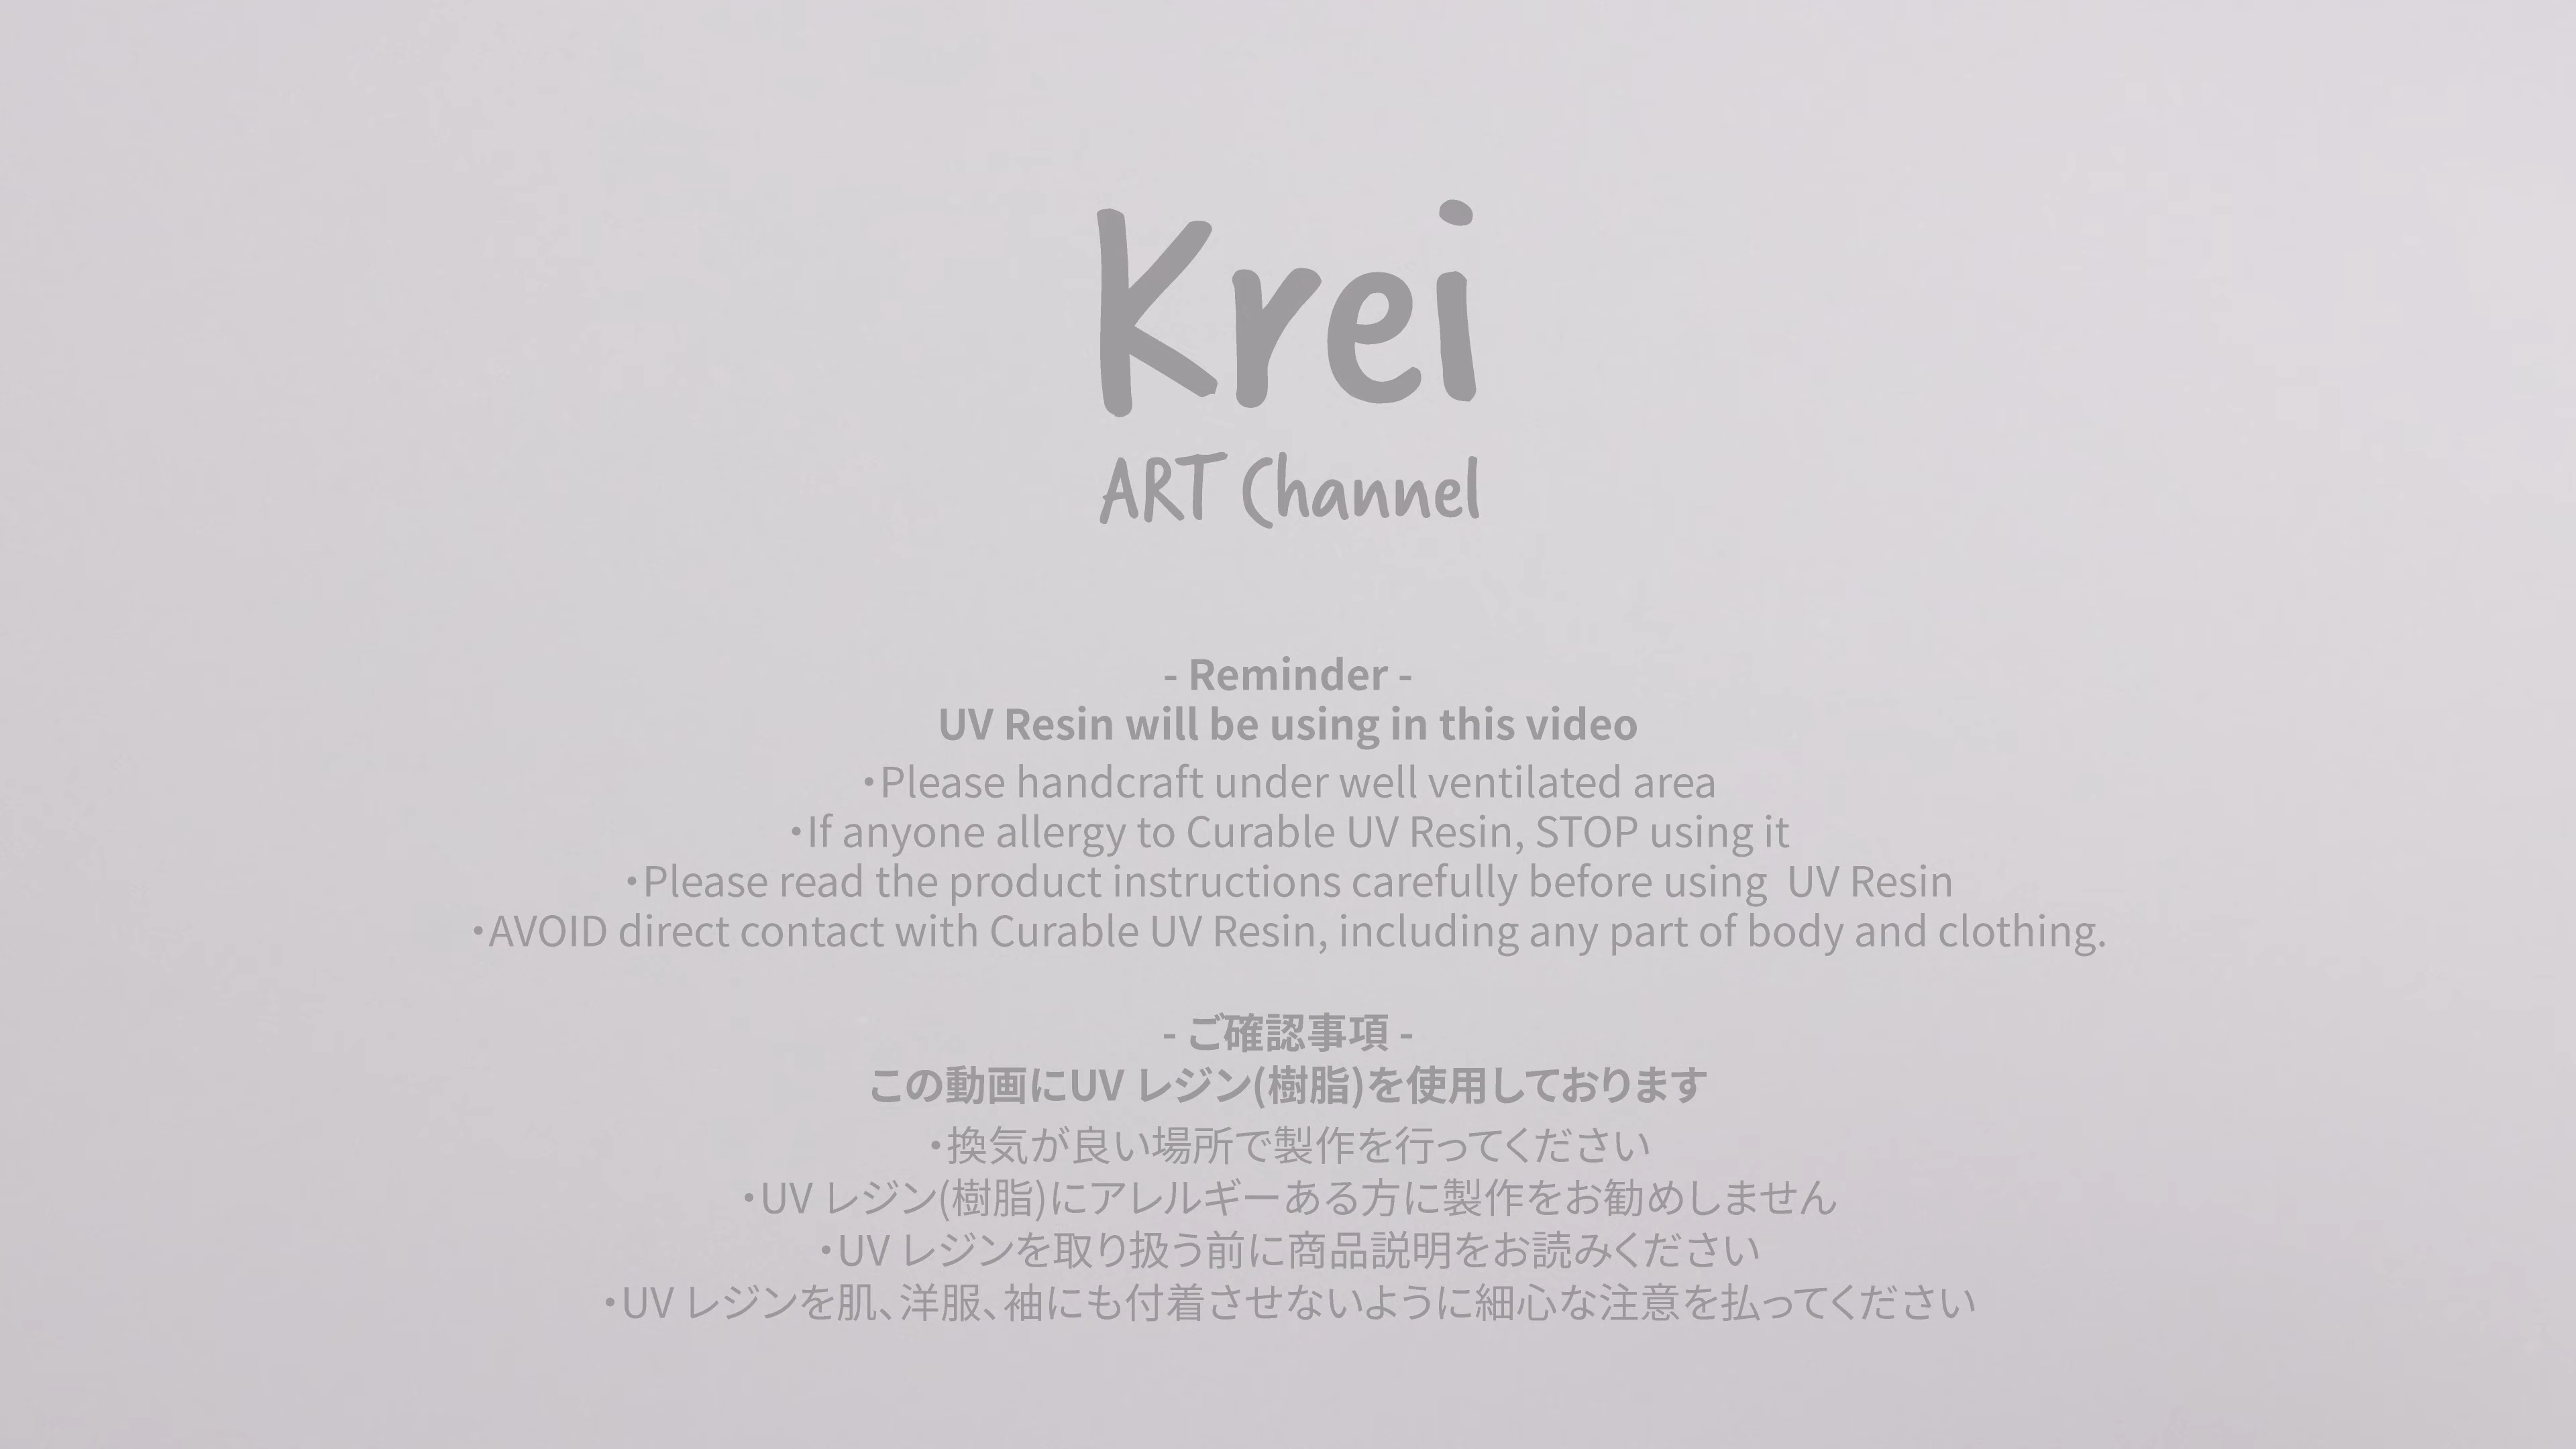 Krei
ART Channel
- Reminder -
UV Resin will be using in this video
・Please handcraft under well ventilated area
・If anyone allergy to Curable UV Resin, STOP using it
・Please read the product instructions carefully before using  UV Resin
・AVOID direct contact with Curable UV Resin, including any part of body and clothing.
- ご確認事項 -
この動画にUV レジン(樹脂)を使用しております
・換気が良い場所で製作を行ってください
・UV レジン(樹脂)にアレルギーある方に製作をお勧めしません
・UV レジンを取り扱う前に商品説明をお読みください
・UV レジンを肌、洋服、袖にも付着させないように細心な注意を払ってください